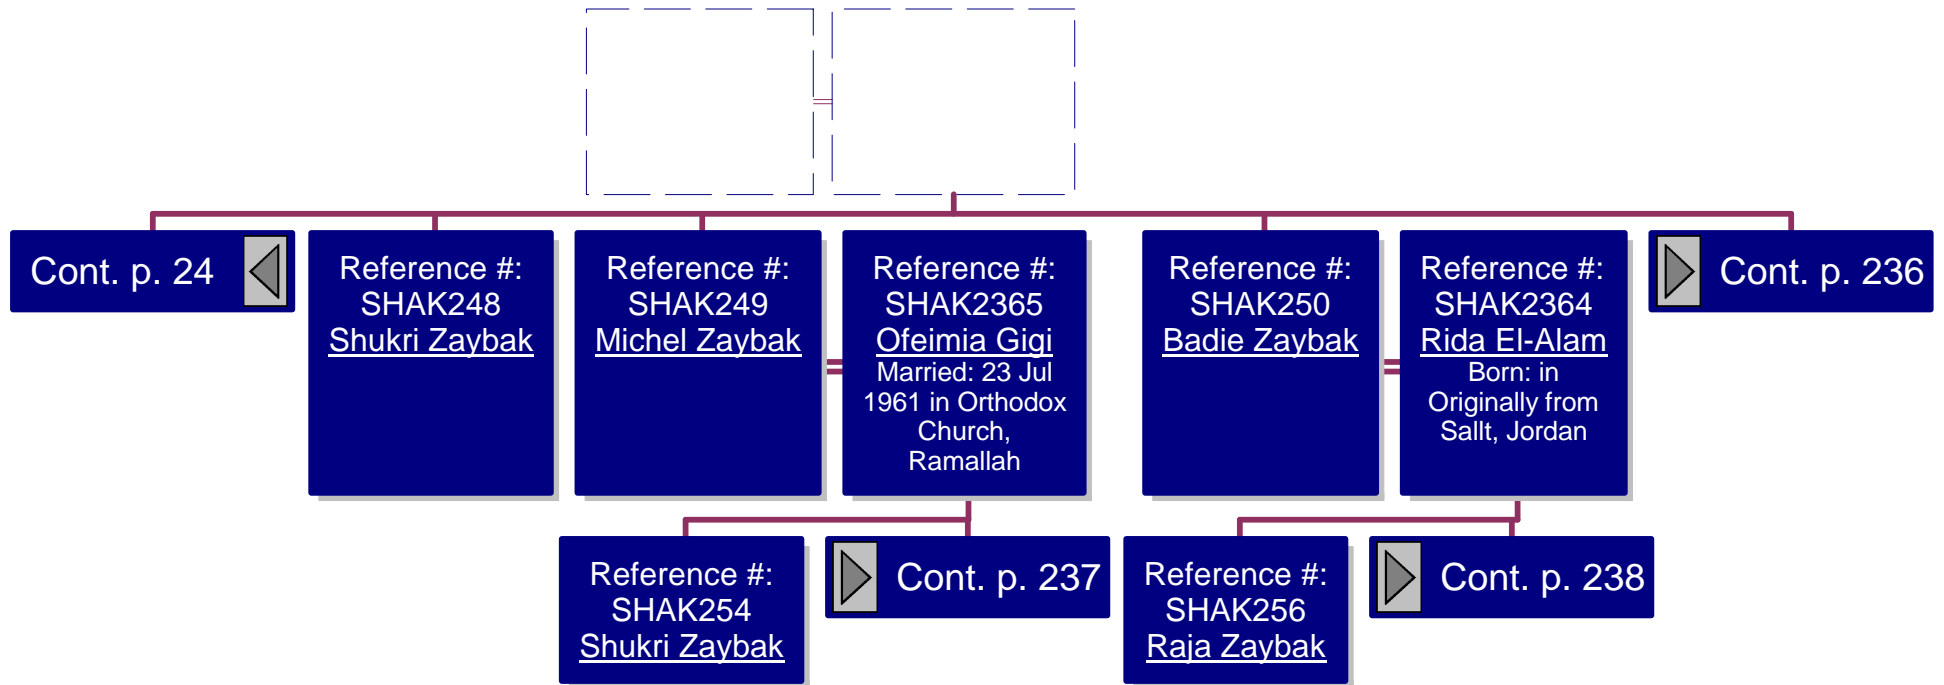 Cont. p. 24
Reference #:
SHAK248
Shukri Zaybak
Reference #:
SHAK249
Michel Zaybak
Reference #:
SHAK2365
Ofeimia Gigi
Married: 23 Jul
1961 in Orthodox
Church,
Ramallah
Reference #:
SHAK250
Badie Zaybak
Reference #:
SHAK2364
Rida El-Alam
Born: in
Originally from
Sallt, Jordan
Cont. p. 236
Reference #:
SHAK254
Shukri Zaybak
Cont. p. 237
Reference #:
SHAK256
Raja Zaybak
Cont. p. 238